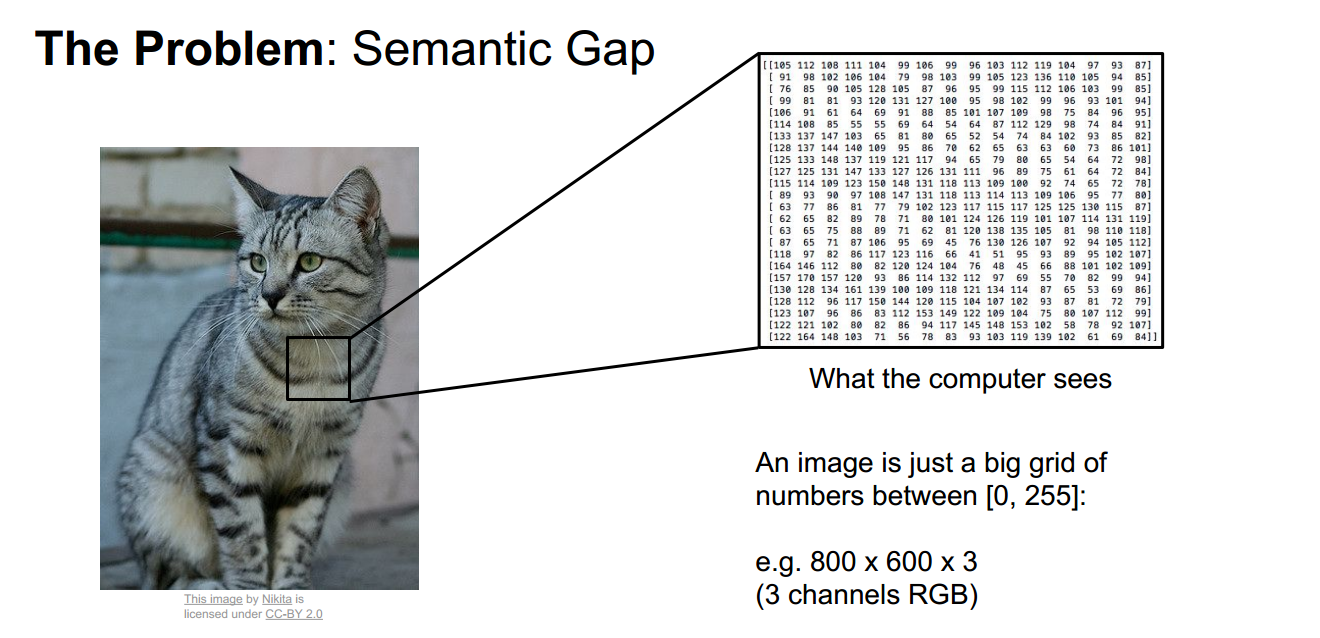 The Problem: Semantic Gap
[[105 112 108 111 104 99 106 99 96 103 112 119 104 97 93 87]
[ 91 98 102 106 104 79 98 103 99 105 123 136 110 105 94 85]
[ 76 85 90 105 128 105 87 96 95 99 115 112 106 103 99 85]
[ 99 81 81 93 120 131 127 100 95 98 102 99 96 93 101 94]
[106 91 61 64 69 91 88 85 101 107 109 98 75 84 96 95]
[114 108 85 55 55 69 64 54 64 87 112 129 98 74 84 91]
[133 137 147 103 65 81 80 65 52 54 74 84 102 93 85 82]
[128 137 144 140 109 95 86 70 62 65 63 63 60 73 86 101]
[125 133 148 137 119 121 117 94 65 79 80 65 54 64 72 98]
[127 125 131 147 133 127 126 131 111 96 89 75 61 64 72 84]
[115 114 109 123 150 148 131 118 113 109 100 92 74 65 72 78]
[ 89 93 90 97 108 147 131 118 113 114 113 109 106 95 77 80]
[ 63 77 86 81 77 79 102 123 117 115 117 125 125 130 115 87]
[ 62 65 82 89 78 71 80 101 124 126 119 101 107 114 131 119]
[ 63 65 75 88 89 71 62 81 120 138 135 105 81 98 110 118]
[ 87 65 71 87 106 95 69 45 76 130 126 107 92 94 105 112]
[118 97 82 86 117 123 116 66 41 51 95 93 89 95 102 107]
[164 146 112 80 82 120 124 104 76 48 45 66 88 101 102 109]
[157 170 157 120 93 86 114 132 112 97 69 55 70 82 99 94]
[130 128 134 161 139 100 109 118 121 134 114 87 65 53 69 86]
[128 112 96 117 150 144 120 115 104 107 102 93 87 81 72 79]
[123 107 96 86 83 112 153 149 122 109 104 75 80 107 112 99]
[122 121 102 80 82 86 94 117 145 148 153 102 58 78 92 107]
[122 164 148 103 71 56 78 83 93 103 119 139 102 61 69 84]]
What the computer sees
An image is just a big grid of
numbers between [0, 255]:
e.g. 800 x 600 x 3
(3 channels RGB)
This image by Nikita is
licensed under CC-BY 2.0